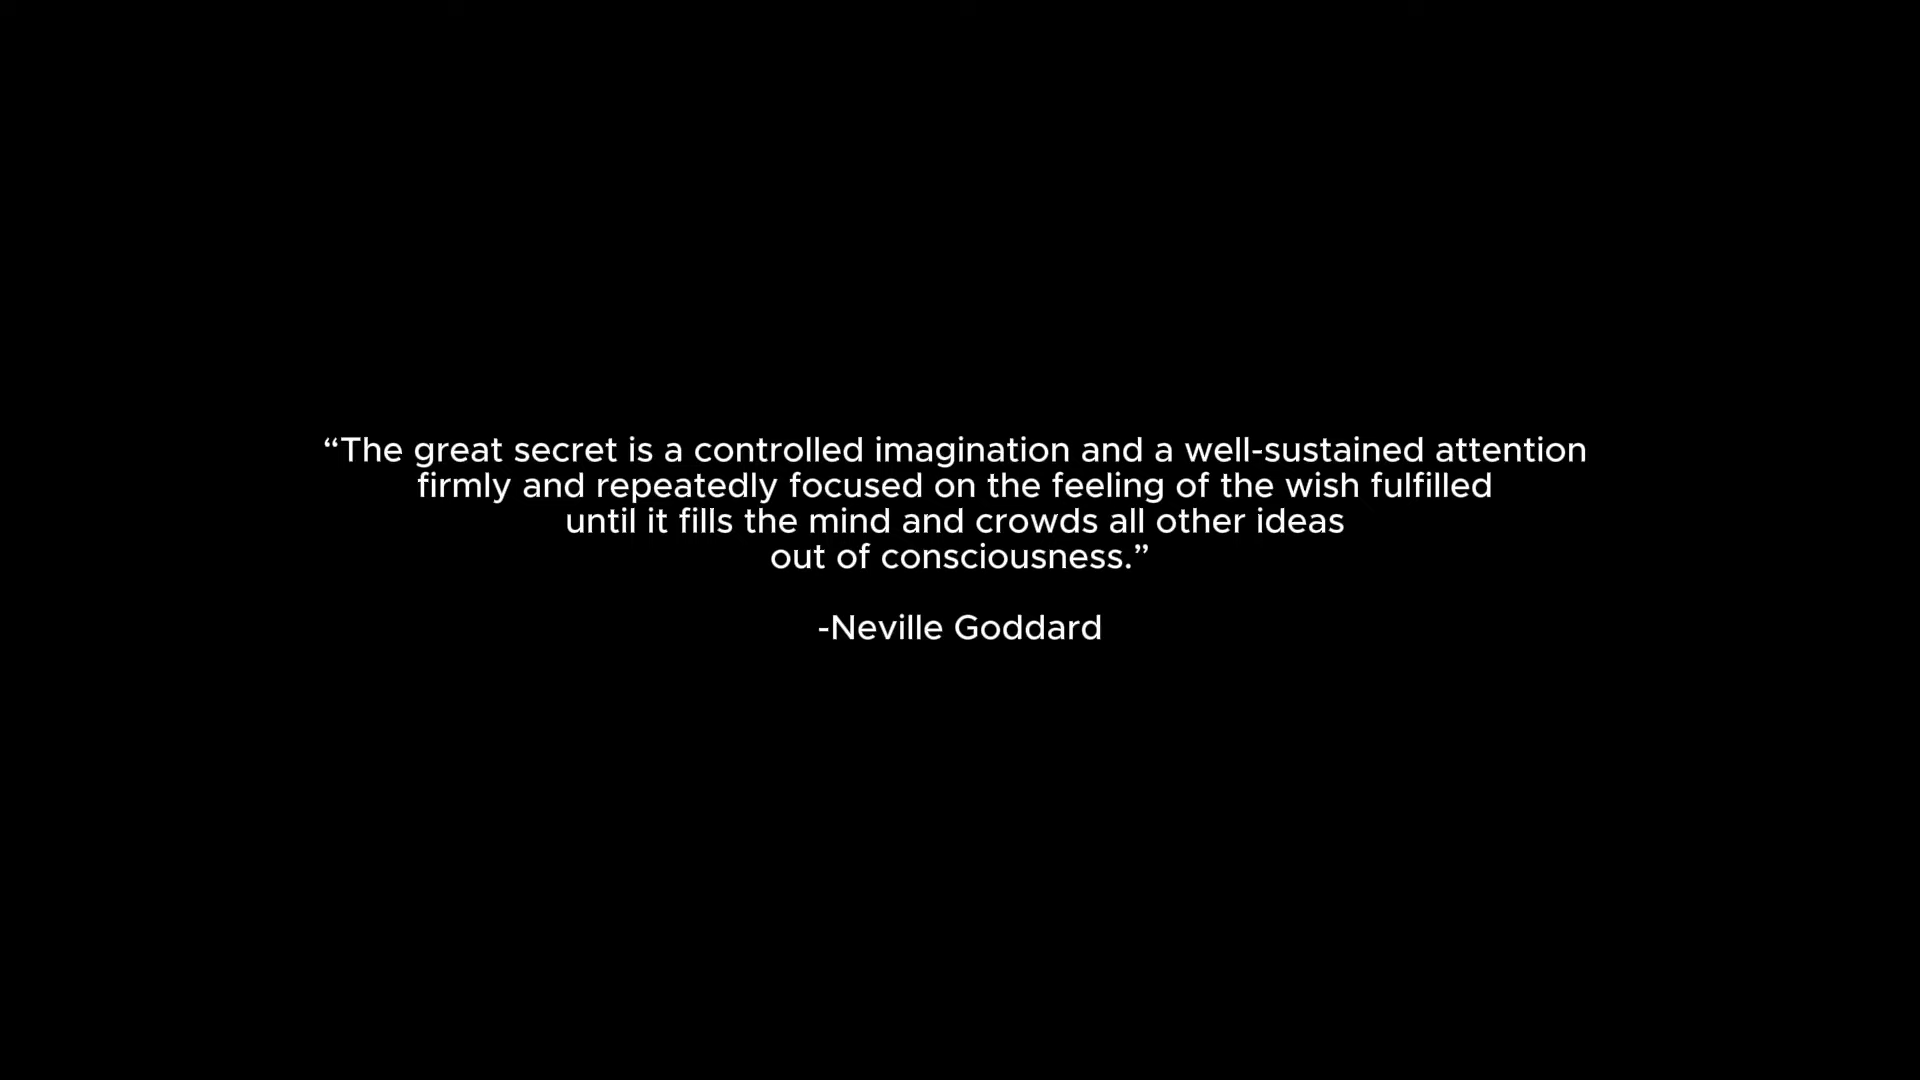 “The great secret is a controlled imagination and a well-sustained attention
firmly and repeatedly focused on the feeling of the wish fulfilled
until it fills the mind and crowds all other ideas
out of consciousness.”
-Neville Goddard